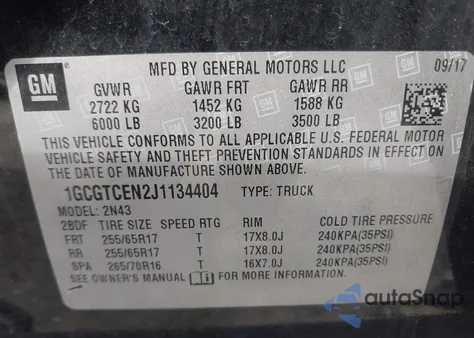 GM
MFD BY GENERAL MOTORS LLC 09/17
GVWR GAWR FRT GAWR RR
2722 KG 1452 KG 1588 KG
6000 LB 3200 LB 3500 LB
THIS VEHICLE CONFORMS TO ALL APPLICABLE U.S. FEDERAL MOTOR
VEHICLE SAFETY AND THEFT PREVENTION STANDARDS IN EFFECT ON THE
DATE OF MANUFACTURE SHOWN ABOVE.
1GCGTCEN2J1134404 TYPE: TRUCK
MODEL: 2N43
2BDF TIRE SIZE SPEED RTG RIM COLD TIRE PRESSURE
FRT 255/65R17 T 17X8.0J 240KPA(35PSI)
RR 255/65R17 T 17X8.0J 240KPA(35PSI)
SPA 265/70R16 T 16X7.0J 240KPA(35PSI)
SEE OWNER'S MANUAL FOR MORE INFORMATION.
autoSnap